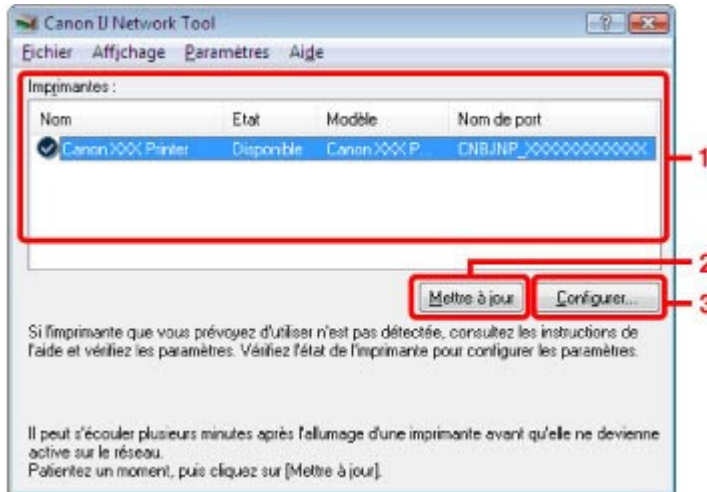 Canon IJ Network Tool
Fichier Affichage Paramètres Aide
Imprimantes :
Nom Etat Modèle Nom de port
Canon XXX Printer Disponible Canon XXX P... CNBJNP_XXXXXXXXXXXX
1
2
Mettre à jour Configurer...
3
Si l'imprimante que vous prévoyez d'utiliser n'est pas détectée, consultez les instructions de
l'aide et vérifiez les paramètres. Vérifiez l'état de l'imprimante pour configurer les paramètres.
Il peut s'écouler plusieurs minutes après l'allumage d'une imprimante avant qu'elle ne devienne
active sur le réseau.
Patientez un moment, puis cliquez sur [Mettre à jour].